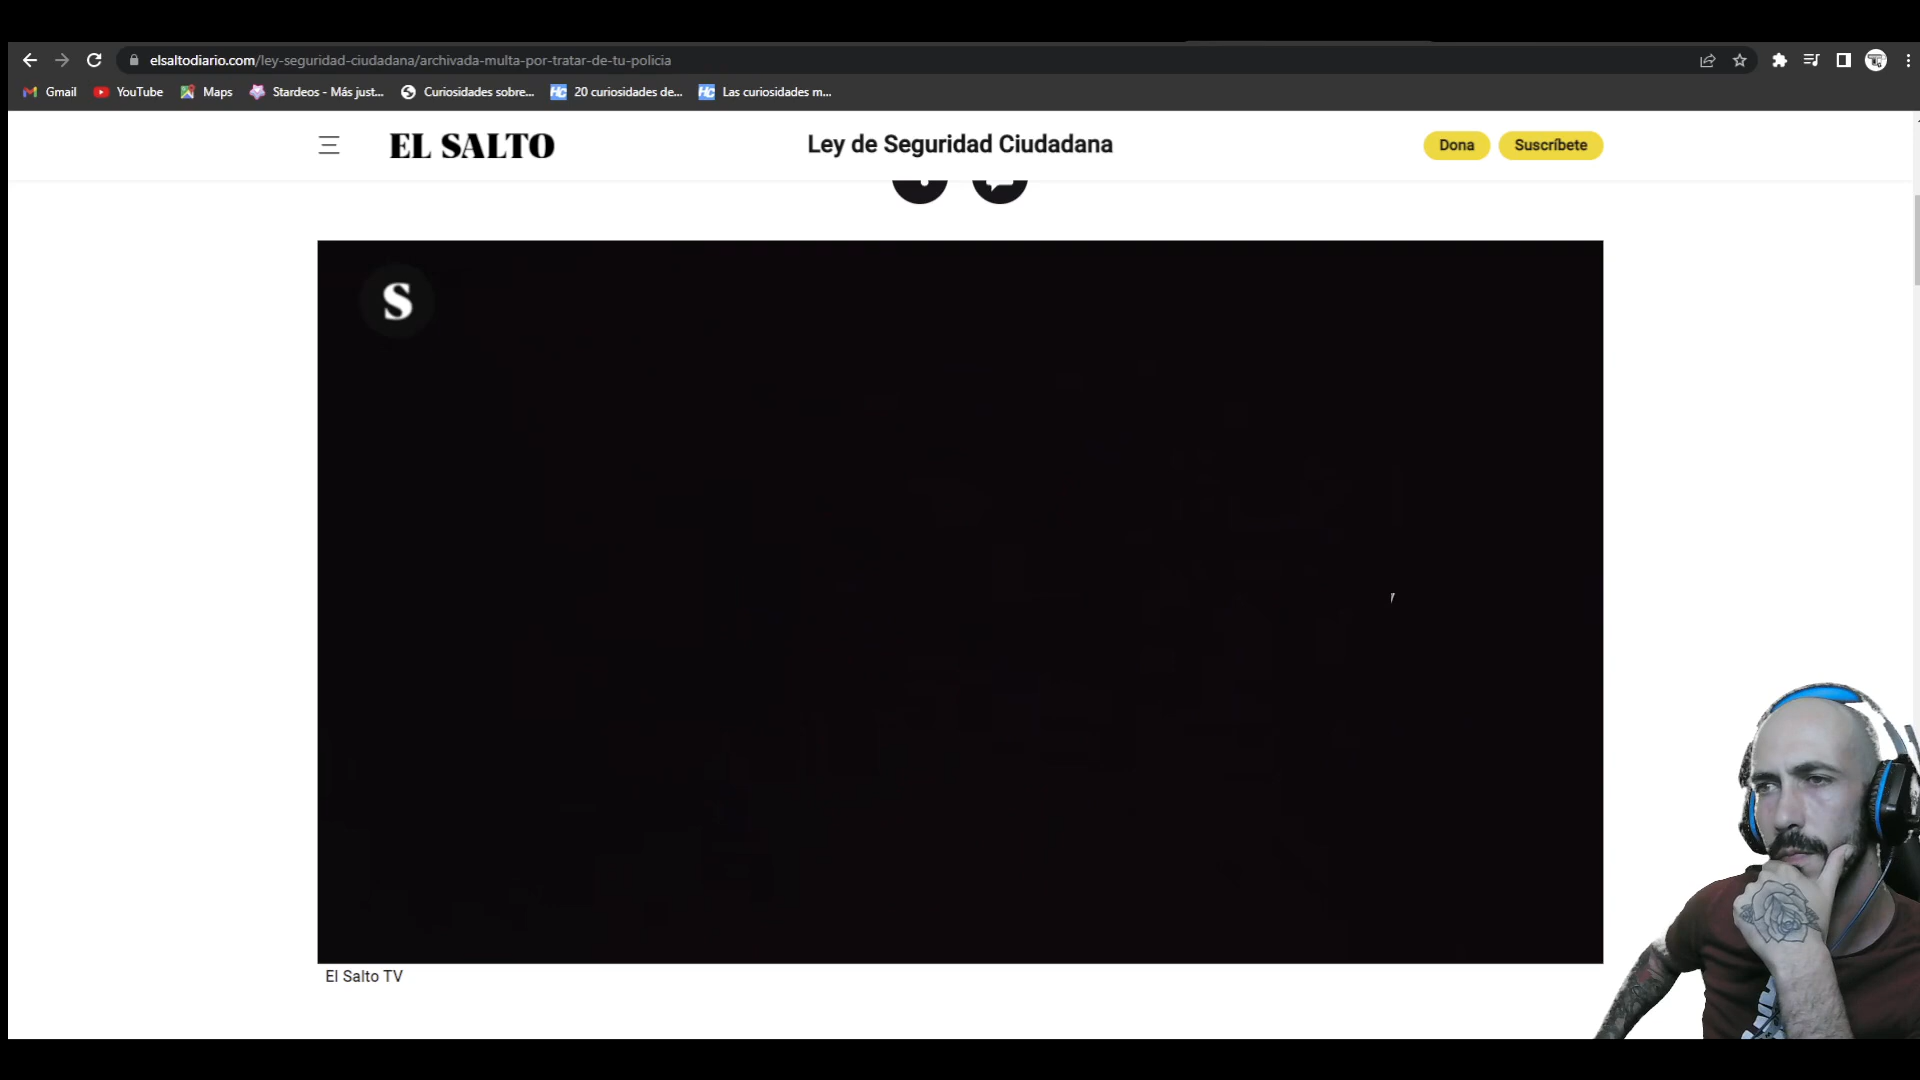 elsaltodiario.com/ley-seguridad-ciudadana/archivada-multa-por-tratar-de-tu-policia
Gmail YouTube Maps Stardeos - Más just... Curiosidades sobre... 20 curiosidades de... Las curiosidades m...
EL SALTO Ley de Seguridad Ciudadana Dona Suscríbete
S
El Salto TV